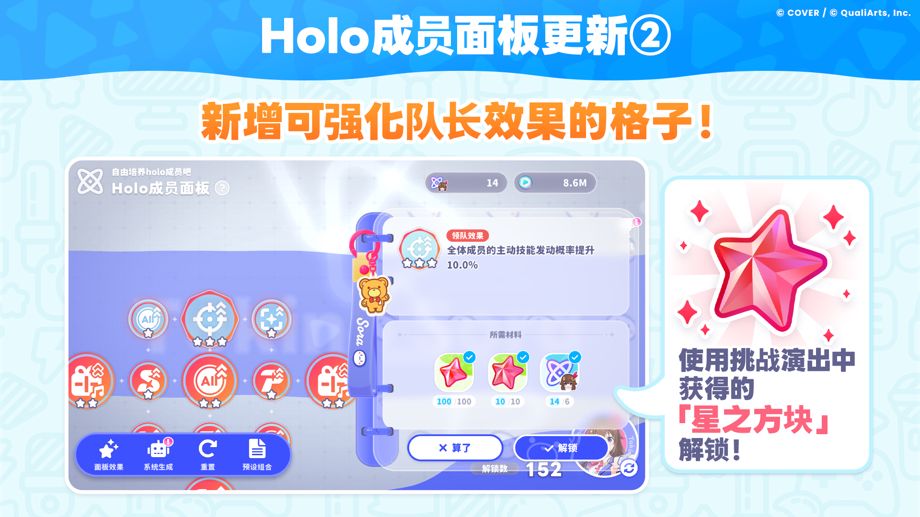 © COVER / © QualiArts, Inc.
Holo成员面板更新②
新增可强化队长效果的格子！
自由培养holo成员吧
Holo成员面板 ?
14
8.6M
领队效果
全体成员的主动技能发动概率提升
10.0%
Sora
所需材料
100/100
10/10
14/6
× 算了
解锁
解锁数 152
All
All
面板效果
系统生成
重置
预设组合
使用挑战演出中
获得的
「星之方块」
解锁！